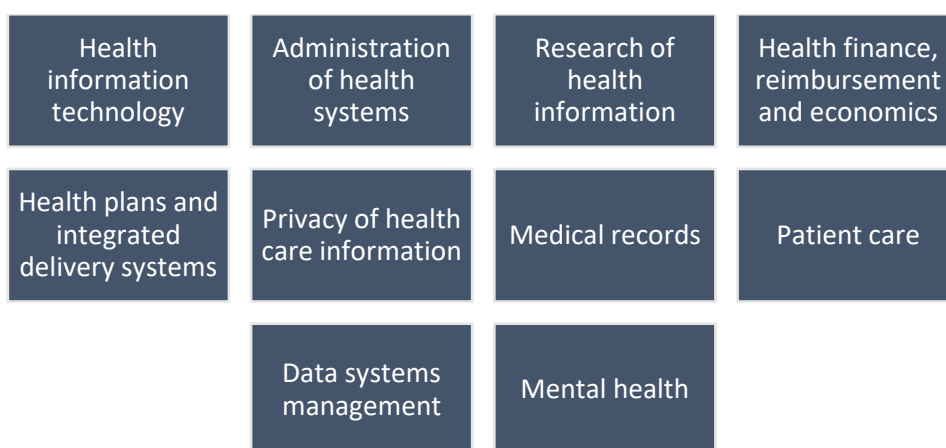 Health
information
technology
Administration
of health
systems
Research of
health
information
Health finance,
reimbursement
and economics
Health plans and
integrated
delivery systems
Privacy of health
care information
Medical records
Patient care
Data systems
management
Mental health